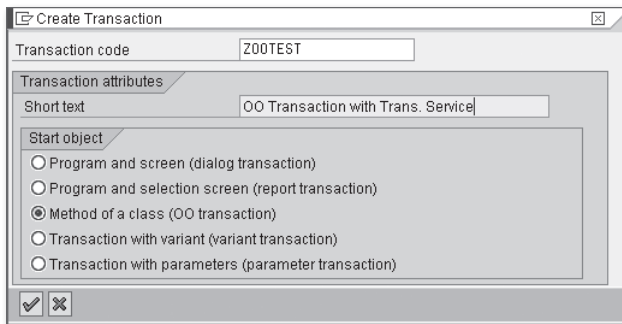 Create Transaction
Transaction code ZOOTEST
Transaction attributes
Short text OO Transaction with Trans. Service
Start object
Program and screen (dialog transaction)
Program and selection screen (report transaction)
Method of a class (OO transaction)
Transaction with variant (variant transaction)
Transaction with parameters (parameter transaction)